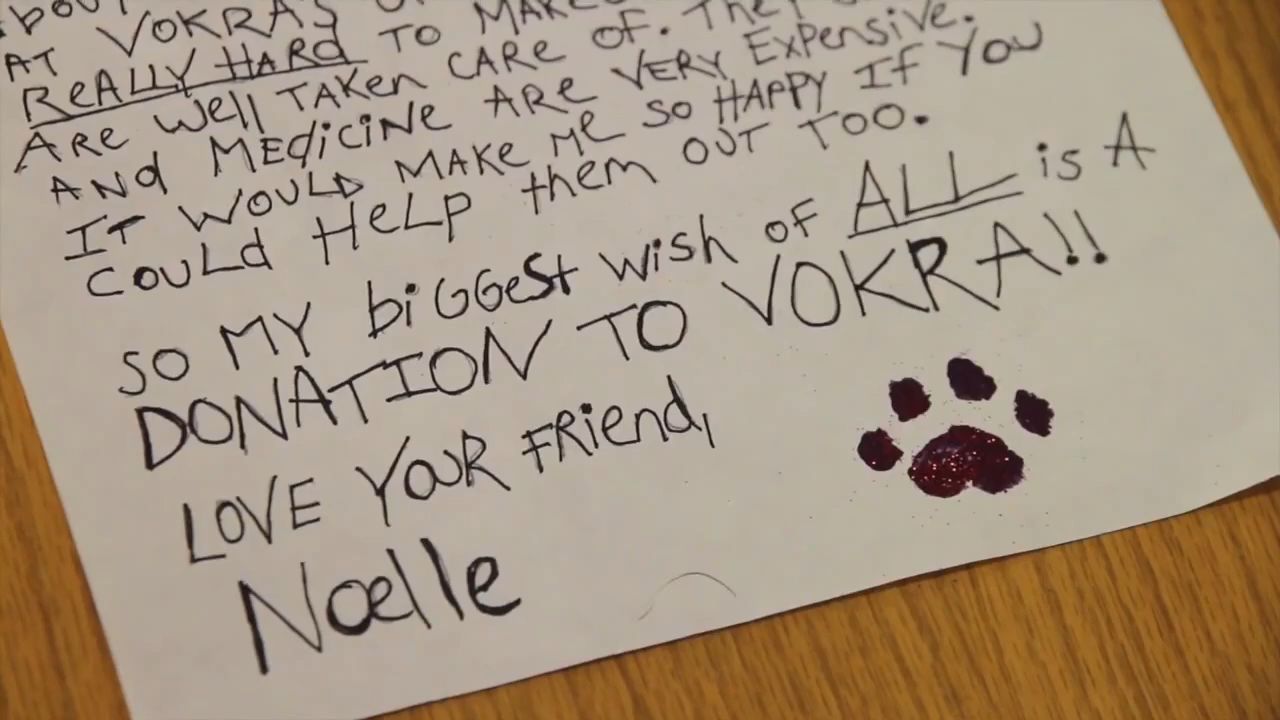 AT VOKRA'S
REALLY HARD TO MAKE
ARE Well TAKEN CARE OF. THEY
AND MEdiCiNE ARE VERY EXPENSIVE.
IT WOULD MAKE ME SO HAPPY IF YOU
COULd HELP them OUT TOO.
SO MY biGGeSt wish of ALL is A
DONATION TO VOKRA!!
LOVE YOUR FRiend,
Noelle